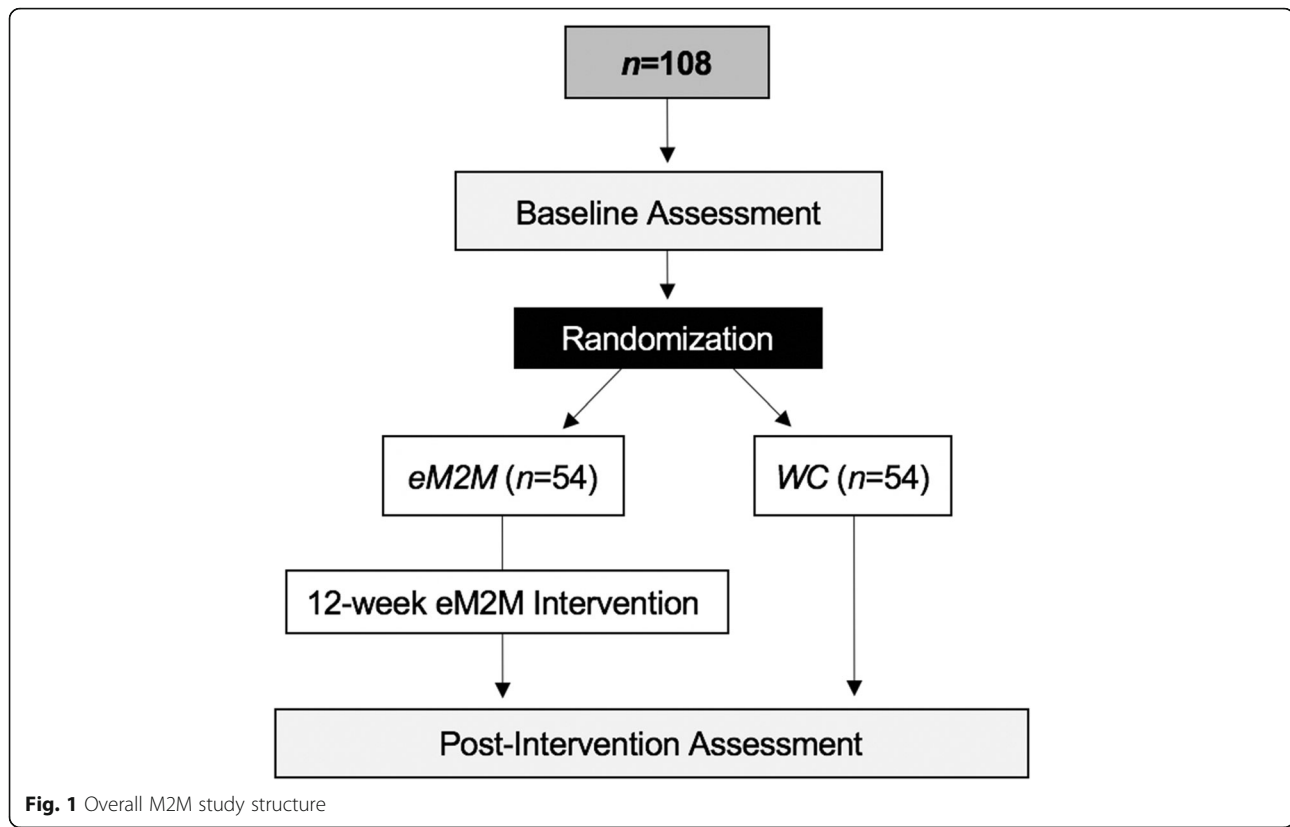 n=108
Baseline Assessment
Randomization
eM2M (n=54)
WC (n=54)
12-week eM2M Intervention
Post-Intervention Assessment
Fig. 1 Overall M2M study structure